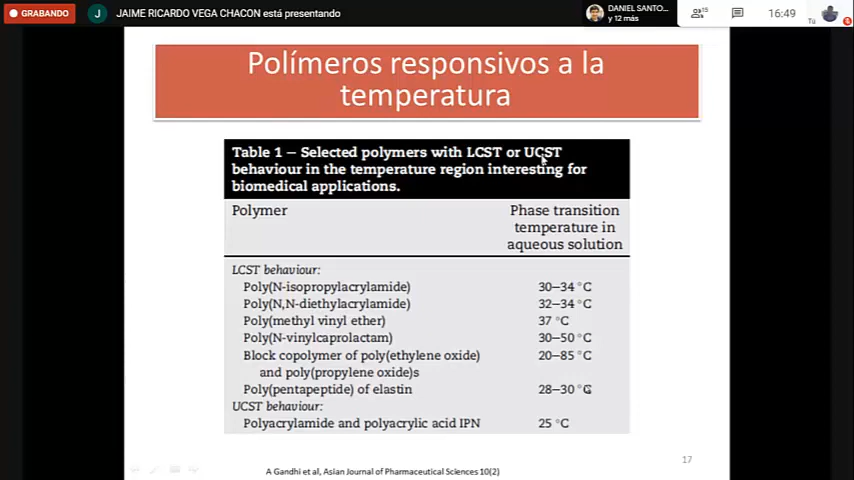 GRABANDO
J
JAIME RICARDO VEGA CHACON está presentando
DANIEL SANTO...
y 12 más
15
16:49
Tú
Polímeros responsivos a la
temperatura
Table 1 – Selected polymers with LCST or UCST
behaviour in the temperature region interesting for
biomedical applications.
Polymer Phase transition
temperature in
aqueous solution
LCST behaviour:
Poly(N-isopropylacrylamide) 30–34 °C
Poly(N,N-diethylacrylamide) 32–34 °C
Poly(methyl vinyl ether) 37 °C
Poly(N-vinylcaprolactam) 30–50 °C
Block copolymer of poly(ethylene oxide) 20–85 °C
and poly(propylene oxide)s
Poly(pentapeptide) of elastin 28–30 °C
UCST behaviour:
Polyacrylamide and polyacrylic acid IPN 25 °C
17
A Gandhi et al, Asian Journal of Pharmaceutical Sciences 10(2)